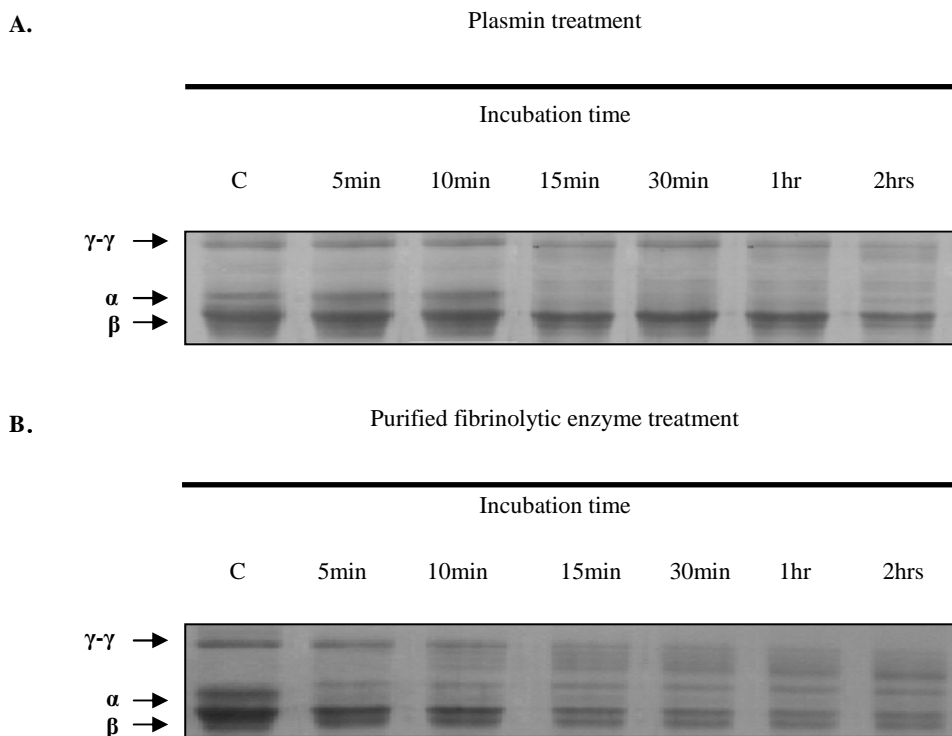 A.
Plasmin treatment
Incubation time
C 5min 10min 15min 30min 1hr 2hrs
γ-γ
α
β
B.
Purified fibrinolytic enzyme treatment
Incubation time
C 5min 10min 15min 30min 1hr 2hrs
γ-γ
α
β